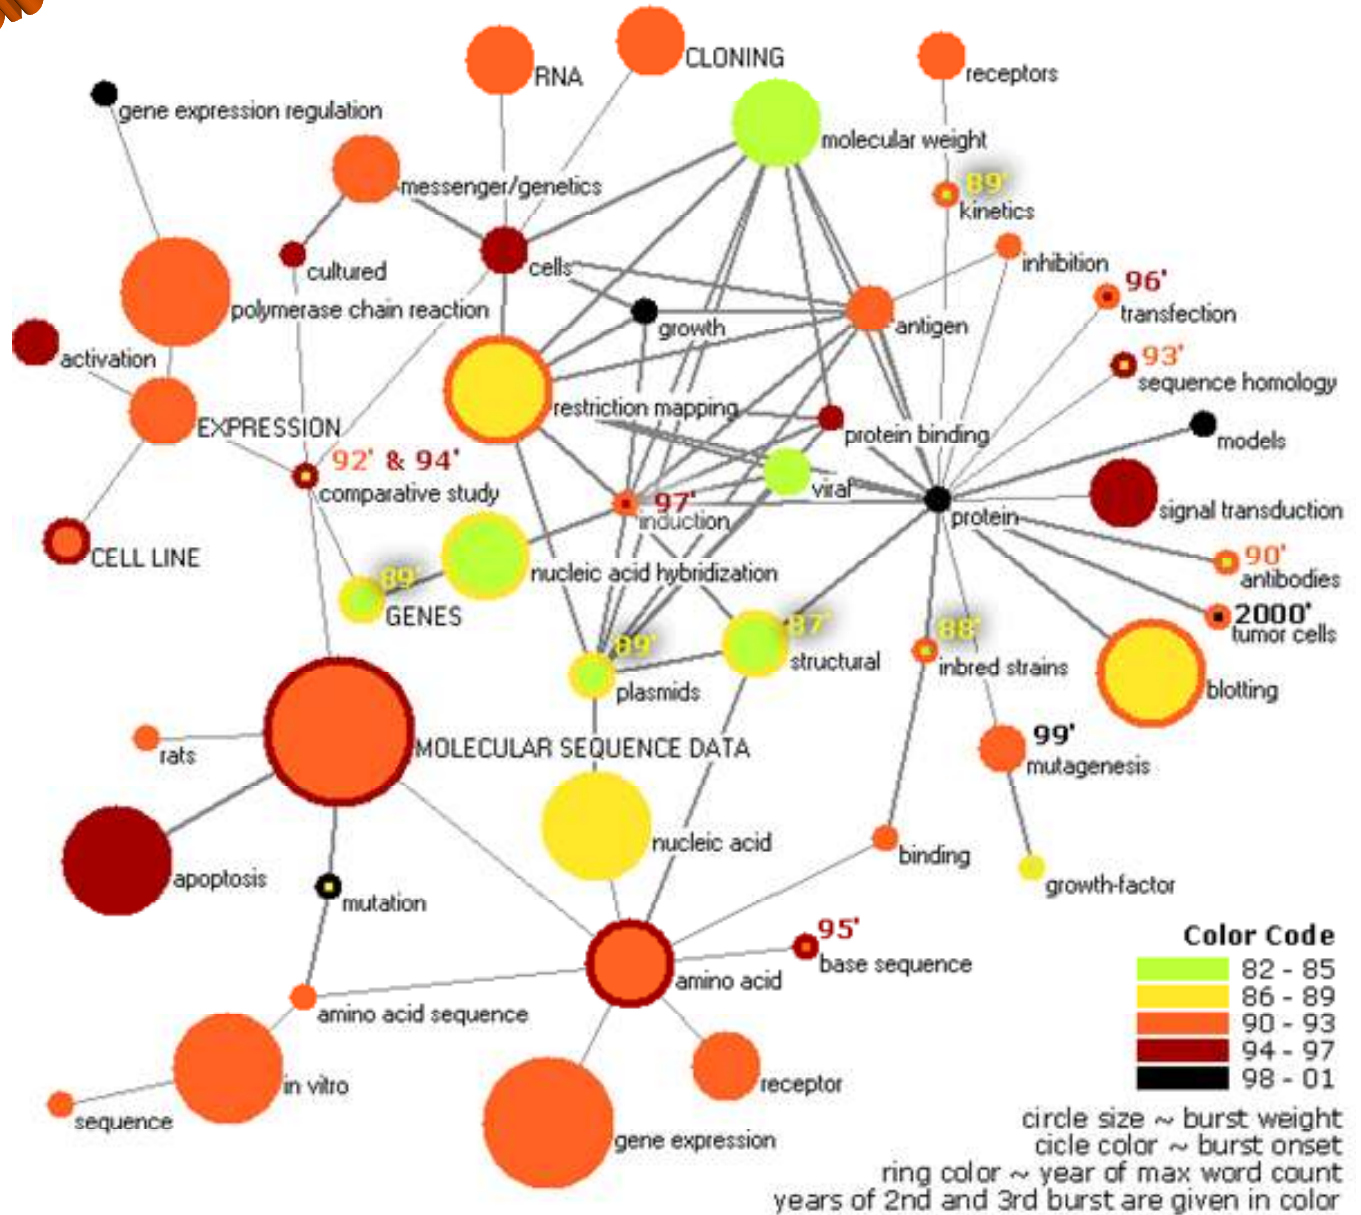 RNA
CLONING
receptors
gene expression regulation
molecular weight
messenger/genetics
89'
kinetics
cultured
cells
inhibition
96'
transfection
polymerase chain reaction
growth
antigen
activation
93'
sequence homology
restriction mapping
EXPRESSION
protein binding
models
92' & 94'
comparative study
viral
97'
induction
protein
signal transduction
CELL LINE
nucleic acid hybridization
90'
antibodies
89'
GENES
2000'
tumor cells
89'
plasmids
87'
structural
88'
inbred strains
blotting
rats
MOLECULAR SEQUENCE DATA
99'
mutagenesis
nucleic acid
apoptosis
binding
growth-factor
mutation
95'
base sequence
amino acid
amino acid sequence
in vitro
receptor
sequence
gene expression
Color Code
82 - 85
86 - 89
90 - 93
94 - 97
98 - 01
circle size ~ burst weight
cicle color ~ burst onset
ring color ~ year of max word count
years of 2nd and 3rd burst are given in color